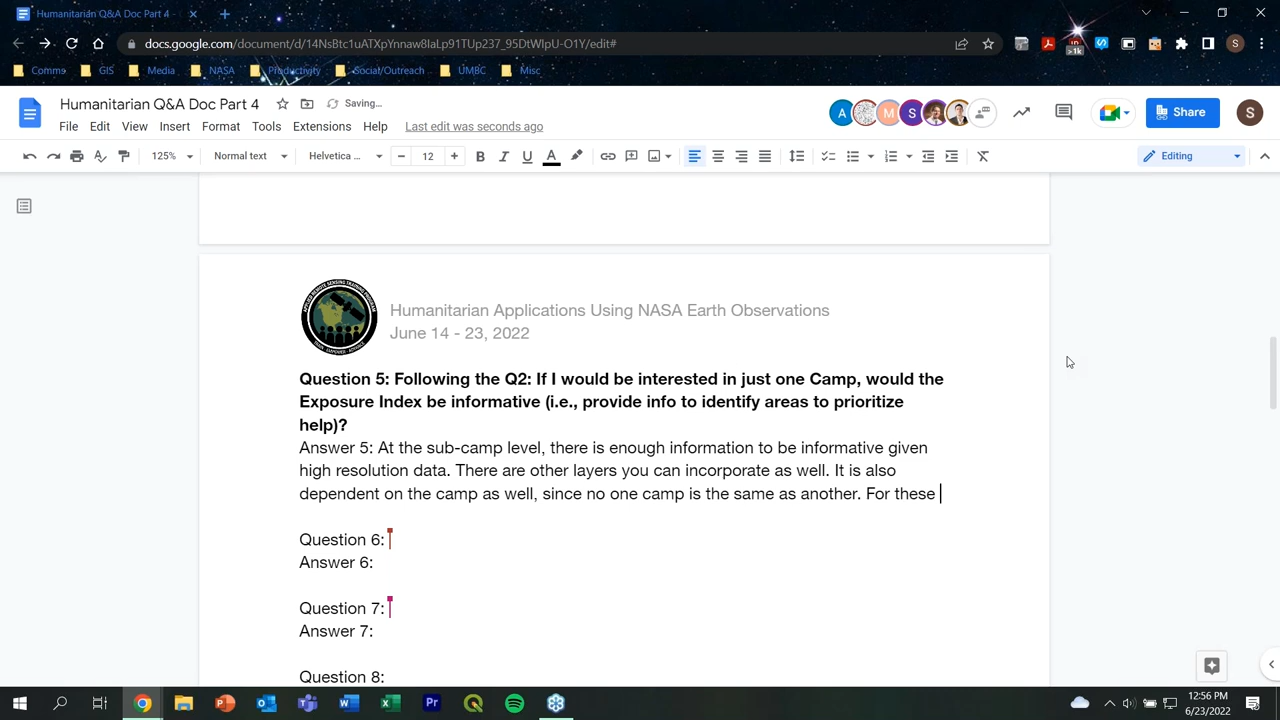 Humanitarian Q&A Doc Part 4 -
docs.google.com/document/d/14NsBtc1uATXpYnnaw8IaLp91TUp237_95DtWIpU-O1Y/edit#
>1k
S
Comms GIS Media NASA Productivity Social/Outreach UMBC Misc
Humanitarian Q&A Doc Part 4
Saving…
A M S
Share
S
File Edit View Insert Format Tools Extensions Help Last edit was seconds ago
125% Normal text Helvetica ... 12 Editing
APPLIED REMOTE SENSING TRAINING PROGRAM
Humanitarian Applications Using NASA Earth Observations
June 14 - 23, 2022
Question 5: Following the Q2: If I would be interested in just one Camp, would the
Exposure Index be informative (i.e., provide info to identify areas to prioritize
help)?
Answer 5: At the sub-camp level, there is enough information to be informative given
high resolution data. There are other layers you can incorporate as well. It is also
dependent on the camp as well, since no one camp is the same as another. For these
Question 6:
Answer 6:
Question 7:
Answer 7:
Question 8:
12:56 PM
6/23/2022